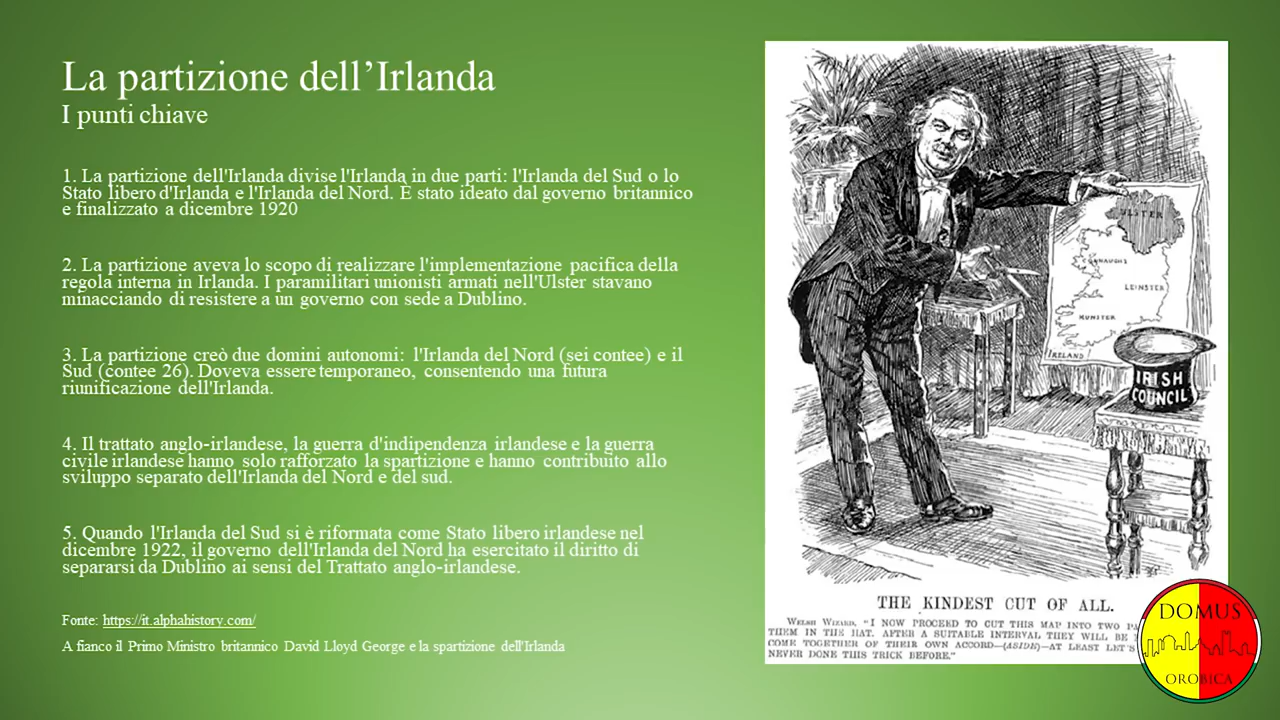 La partizione dell’Irlanda
I punti chiave
1. La partizione dell'Irlanda divise l'Irlanda in due parti: l'Irlanda del Sud o lo
Stato libero d'Irlanda e l'Irlanda del Nord. È stato ideato dal governo britannico
e finalizzato a dicembre 1920
2. La partizione aveva lo scopo di realizzare l'implementazione pacifica della
regola interna in Irlanda. I paramilitari unionisti armati nell'Ulster stavano
minacciando di resistere a un governo con sede a Dublino.
3. La partizione creò due domini autonomi: l'Irlanda del Nord (sei contee) e il
Sud (contee 26). Doveva essere temporaneo, consentendo una futura
riunificazione dell'Irlanda.
4. Il trattato anglo-irlandese, la guerra d'indipendenza irlandese e la guerra
civile irlandese hanno solo rafforzato la spartizione e hanno contribuito allo
sviluppo separato dell'Irlanda del Nord e del sud.
5. Quando l'Irlanda del Sud si è riformata come Stato libero irlandese nel
dicembre 1922, il governo dell'Irlanda del Nord ha esercitato il diritto di
separarsi da Dublino ai sensi del Trattato anglo-irlandese.
Fonte: https://it.alphahistory.com/
A fianco il Primo Ministro britannico David Lloyd George e la spartizione dell'Irlanda
ULSTER
CONNAUGHT
LEINSTER
MUNSTER
IRELAND
IRISH
COUNCIL
THE KINDEST CUT OF ALL.
Welsh Wizard, "I NOW PROCEED TO CUT THIS MAP INTO TWO
THEM IN THE HAT. AFTER A SUITABLE INTERVAL THEY WILL BE
COME TOGETHER OF THEIR OWN ACCORD—(ASIDE)—AT LEAST LET'S
NEVER DONE THIS TRICK BEFORE."
DOMUS
OROBICA